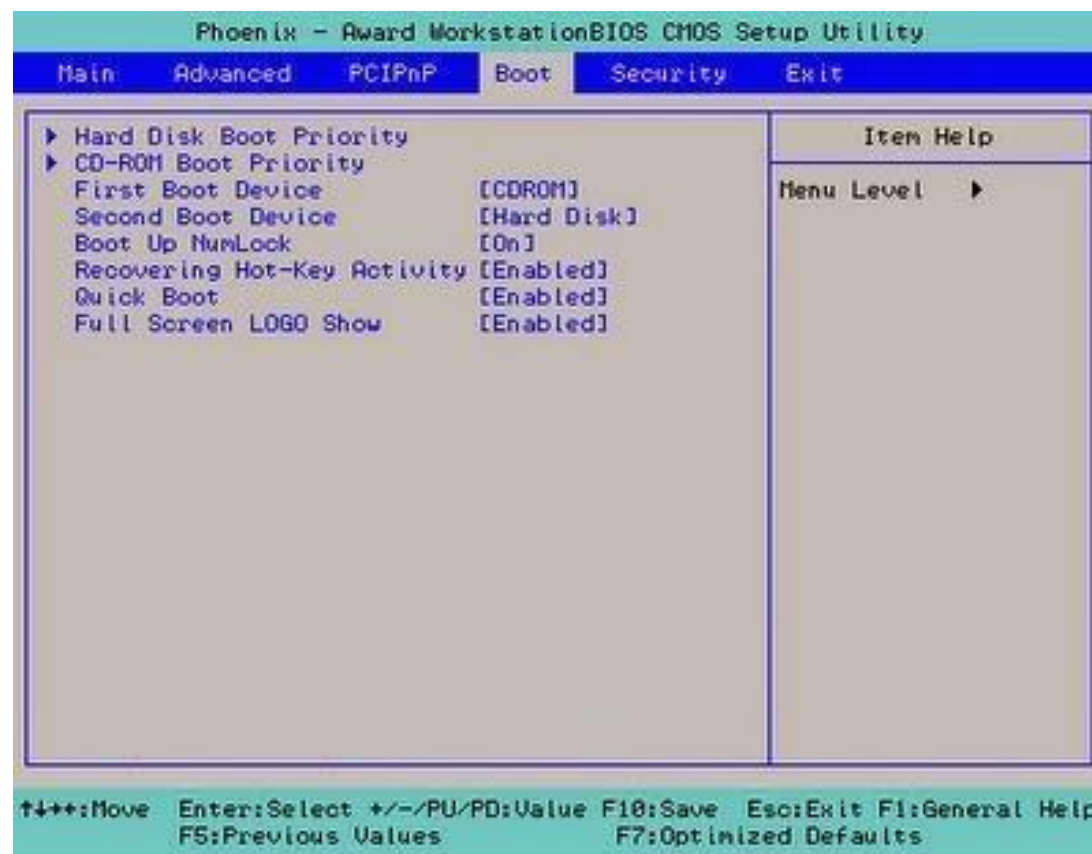 Phoenix - Award WorkstationBIOS CMOS Setup Utility
Main Advanced PCIPnP Boot Security Exit
Hard Disk Boot Priority
CD-ROM Boot Priority
First Boot Device [CDROM]
Second Boot Device [Hard Disk]
Boot Up NumLock [On]
Recovering Hot-Key Activity [Enabled]
Quick Boot [Enabled]
Full Screen LOGO Show [Enabled]
Item Help
Menu Level ▶
↑↓→←:Move Enter:Select +/-/PU/PD:Value F10:Save Esc:Exit F1:General Help
F5:Previous Values F7:Optimized Defaults